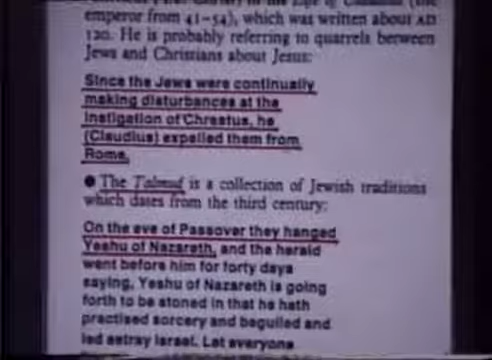 emperor from 41–54), which was written about AD
120. He is probably referring to quarrels between
Jews and Christians about Jesus:
Since the Jews were continually
making disturbances at the
instigation of Chrestus, he
(Claudius) expelled them from
Rome.
● The Talmud is a collection of Jewish traditions
which dates from the third century:
On the eve of Passover they hanged
Yeshu of Nazareth, and the herald
went before him for forty days
saying, Yeshu of Nazareth is going
forth to be stoned in that he hath
practised sorcery and beguiled and
led astray Israel. Let everyone